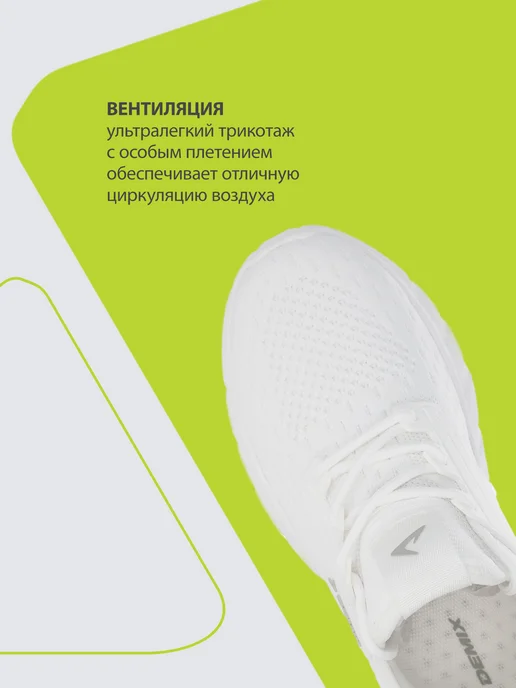 ВЕНТИЛЯЦИЯ
ультралегкий трикотаж
с особым плетением
обеспечивает отличную
циркуляцию воздуха
DEMIX